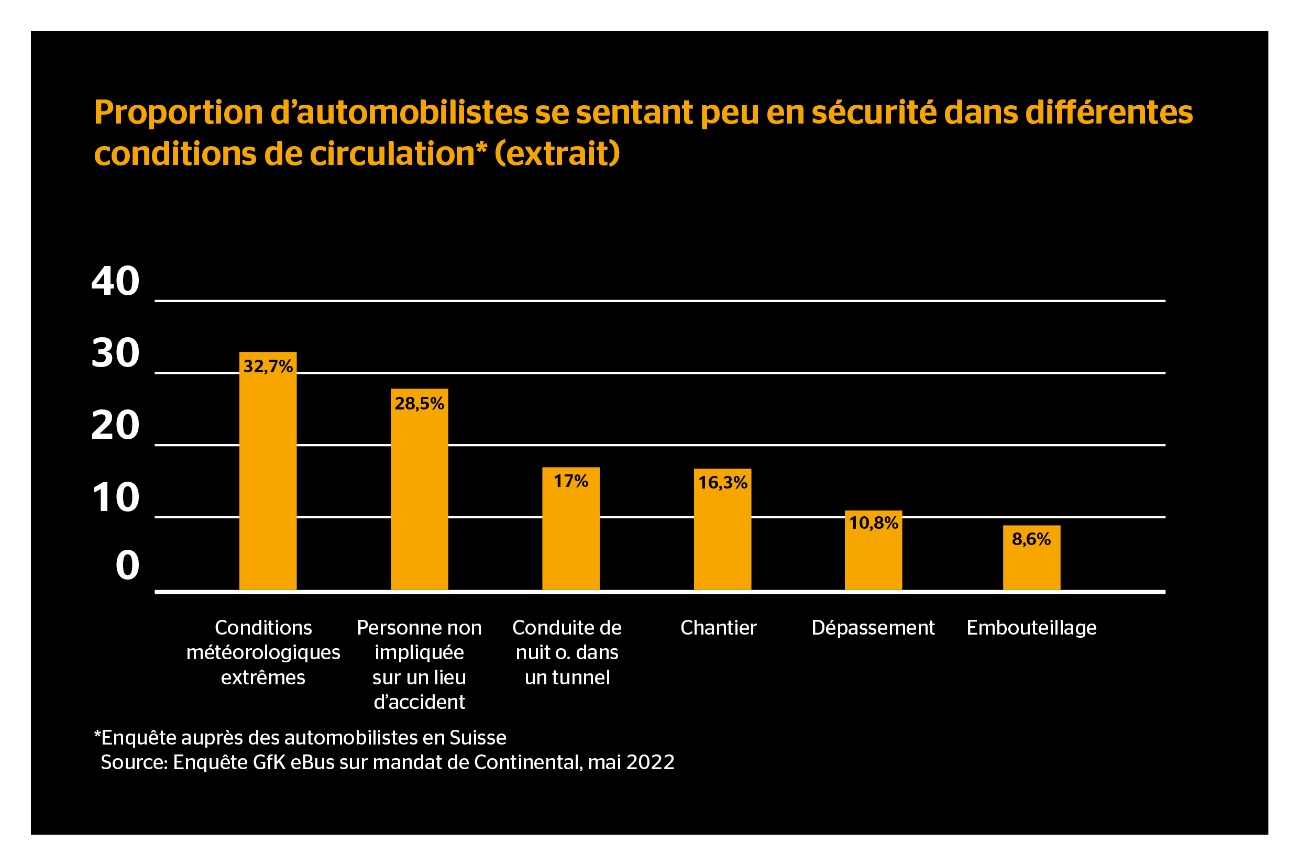 Proportion d’automobilistes se sentant peu en sécurité dans différentes
conditions de circulation* (extrait)
40
30
20
10
0
32,7%
28,5%
17%
16,3%
10,8%
8,6%
Conditions
météorologiques
extrêmes
Personne non
impliquée
sur un lieu
d’accident
Conduite de
nuit o. dans
un tunnel
Chantier
Dépassement
Embouteillage
*Enquête auprès des automobilistes en Suisse
Source: Enquête GfK eBus sur mandat de Continental, mai 2022